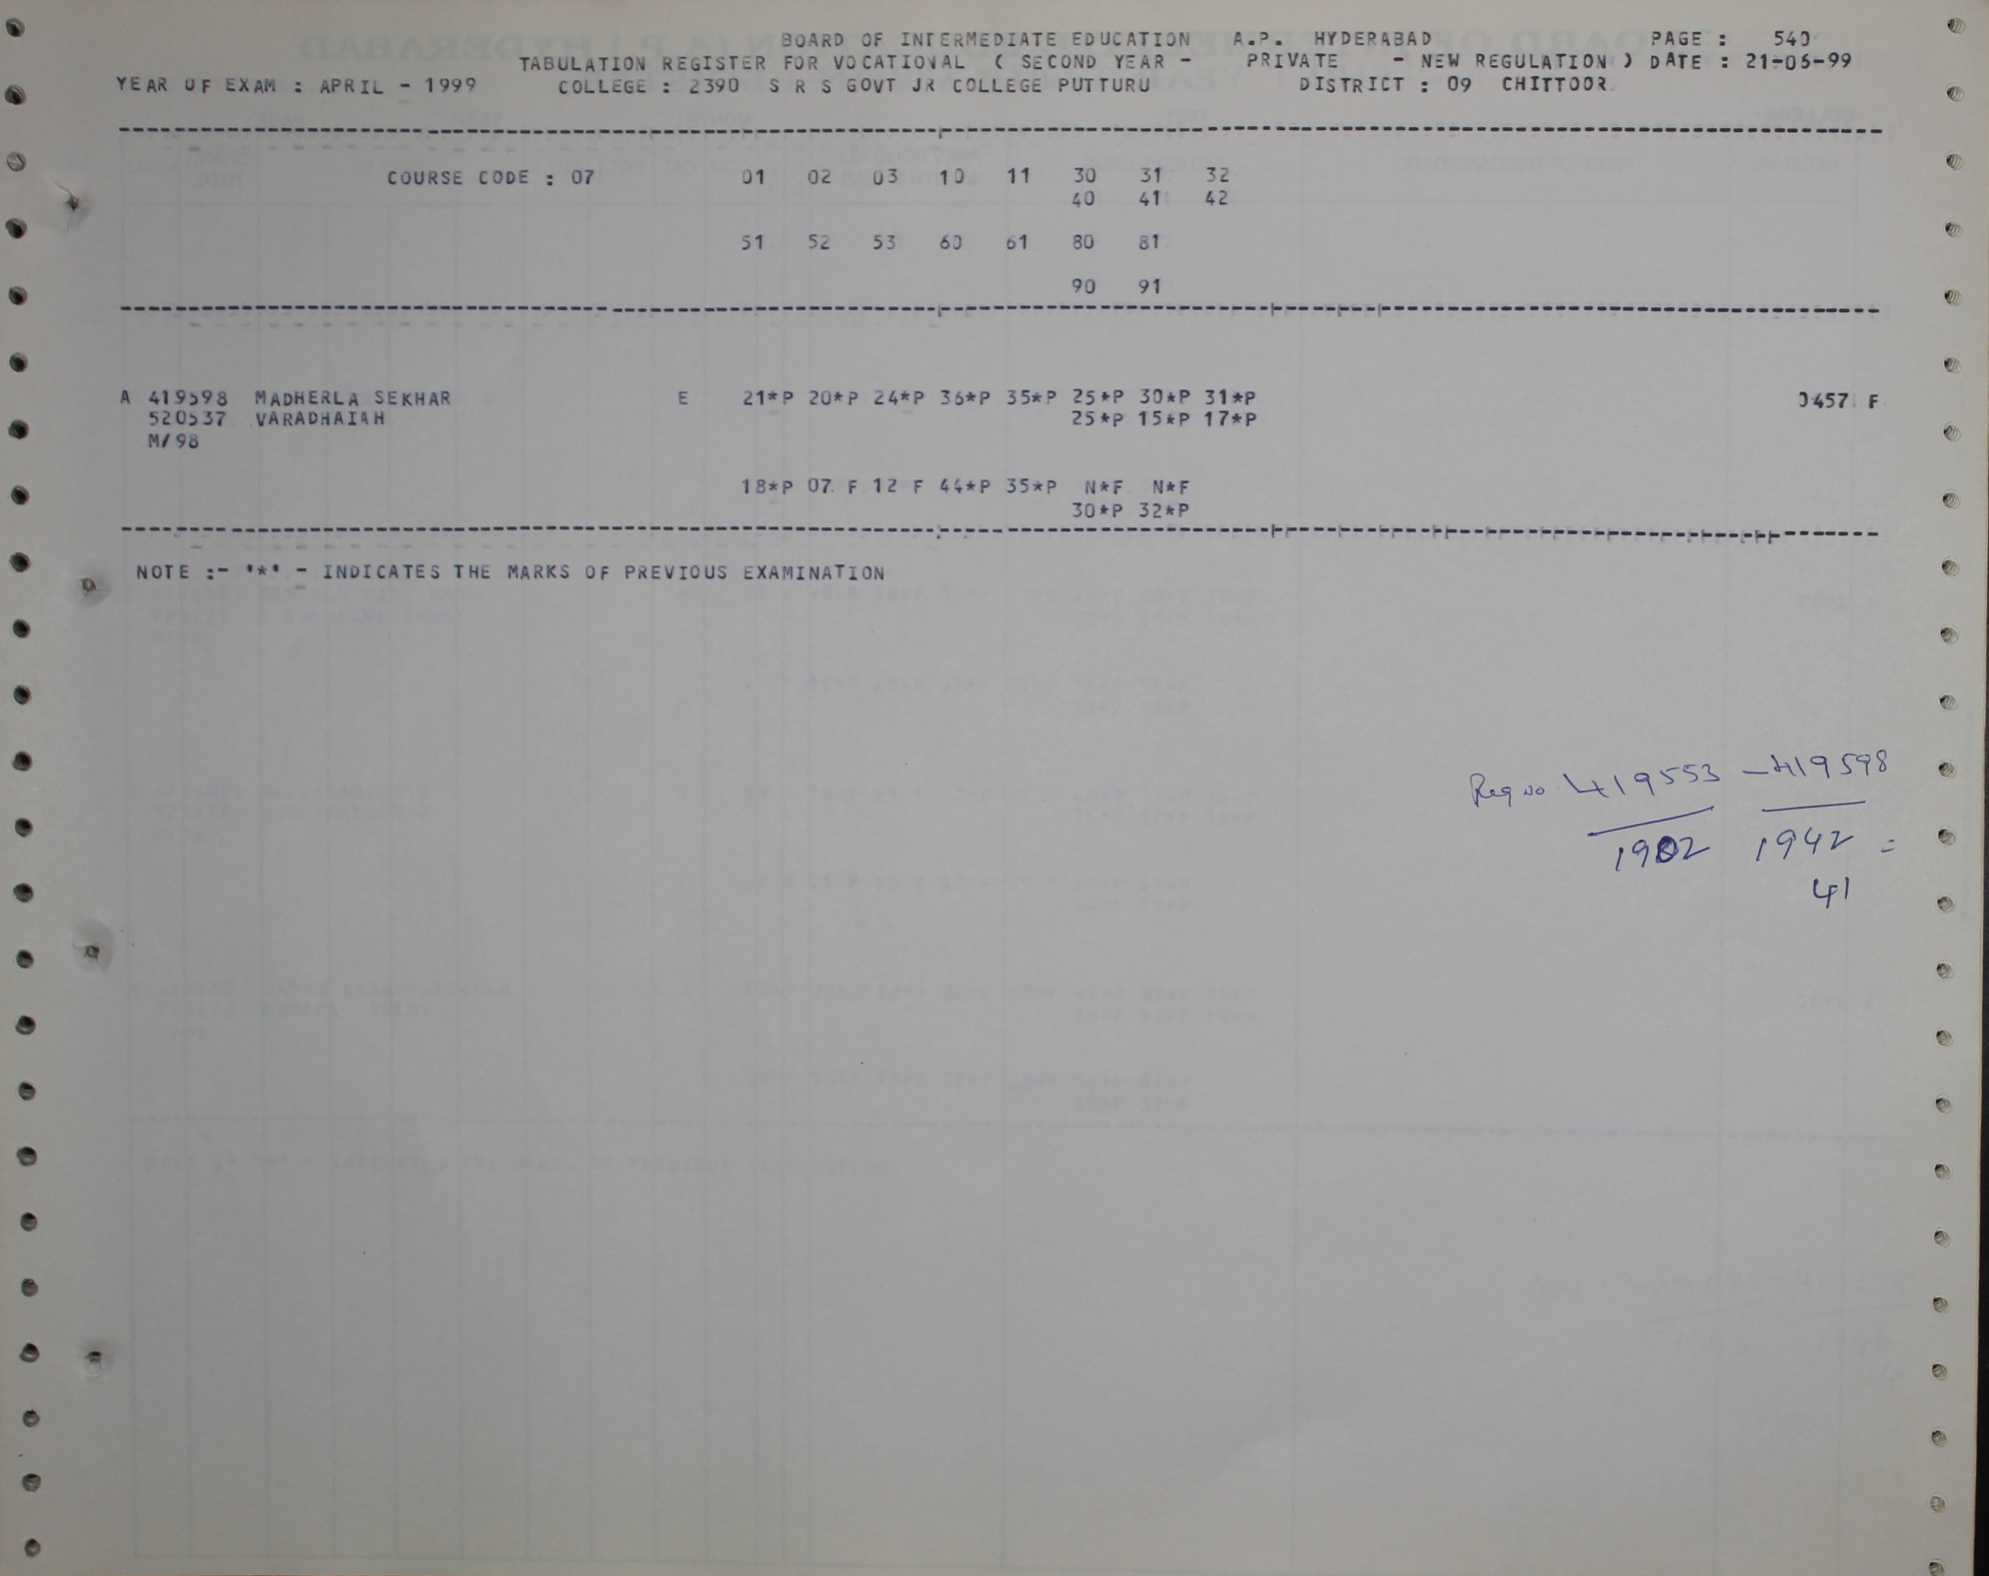 BOARD OF INTERMEDIATE EDUCATION A.P. HYDERABAD PAGE : 540
TABULATION REGISTER FOR VOCATIONAL ( SECOND YEAR - PRIVATE - NEW REGULATION ) DATE : 21-06-99
YEAR OF EXAM : APRIL - 1999 COLLEGE : 2390 S R S GOVT JR COLLEGE PUTTURU DISTRICT : 09 CHITTOOR
COURSE CODE : 07 01 02 03 10 11 30 31 32
40 41 42
51 52 53 60 61 80 81
90 91
A 419598 MADHERLA SEKHAR E 21*P 20*P 24*P 36*P 35*P 25*P 30*P 31*P 0457 F
520537 VARADHAIAH 25*P 15*P 17*P
M/98
18*P 07 F 12 F 44*P 35*P N*F N*F
30*P 32*P
NOTE :- '*' - INDICATES THE MARKS OF PREVIOUS EXAMINATION
Reg no 419553 - 419598
1902 1942 =
41